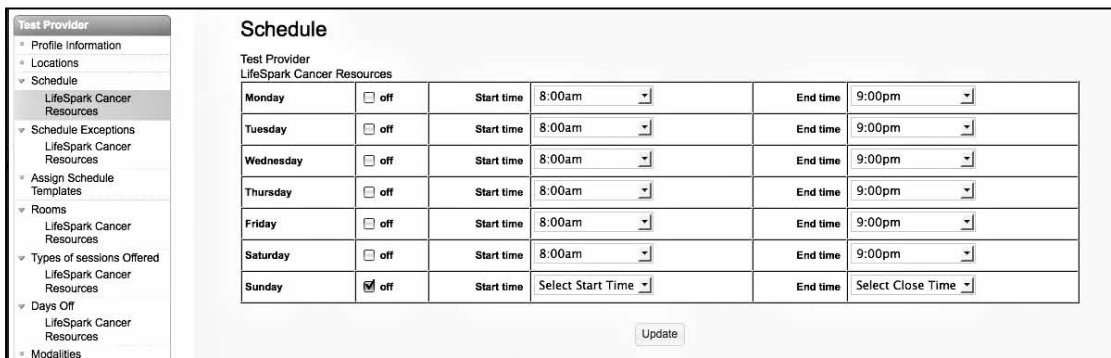 Test Provider
Profile Information
Locations
Schedule
LifeSpark Cancer
Resources
Schedule Exceptions
LifeSpark Cancer
Resources
Assign Schedule
Templates
Rooms
LifeSpark Cancer
Resources
Types of sessions Offered
LifeSpark Cancer
Resources
Days Off
LifeSpark Cancer
Resources
Modalities
Schedule
Test Provider
LifeSpark Cancer Resources
Monday off Start time 8:00am End time 9:00pm
Tuesday off Start time 8:00am End time 9:00pm
Wednesday off Start time 8:00am End time 9:00pm
Thursday off Start time 8:00am End time 9:00pm
Friday off Start time 8:00am End time 9:00pm
Saturday off Start time 8:00am End time 9:00pm
Sunday off Start time Select Start Time End time Select Close Time
Update